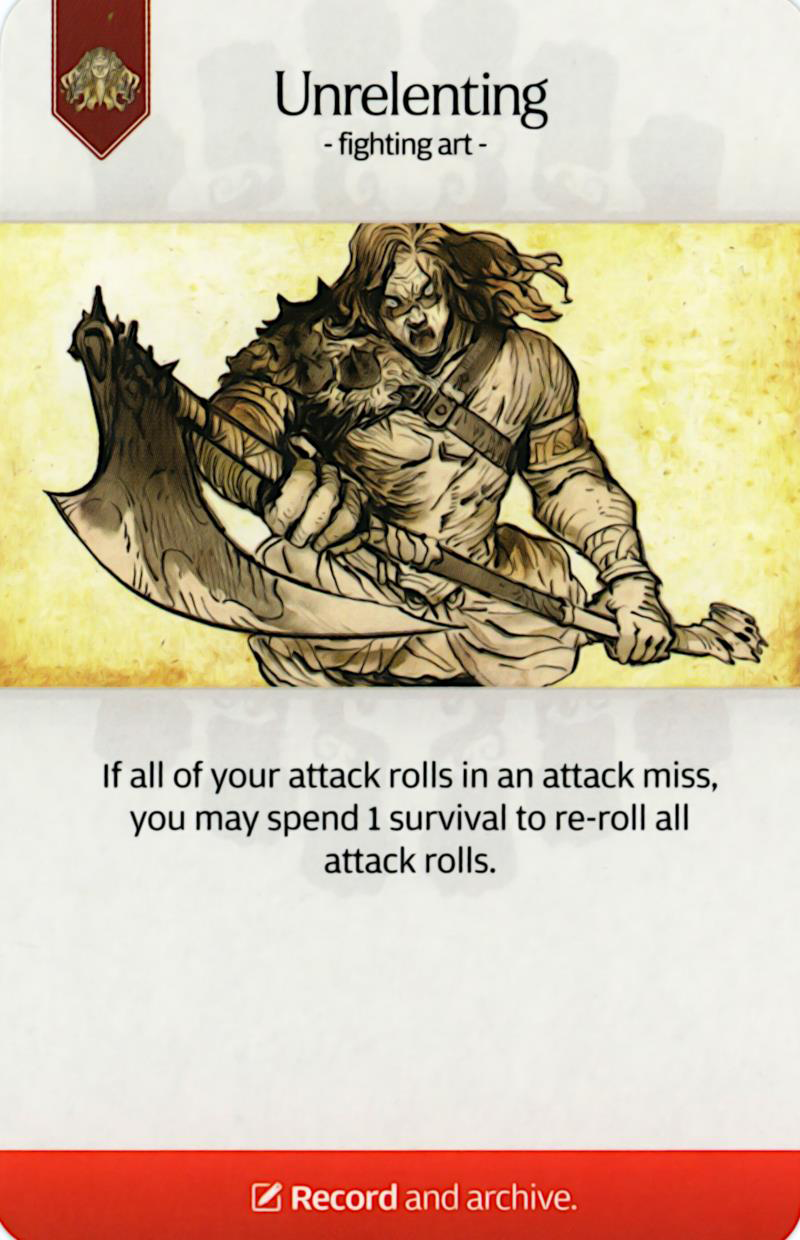 Unrelenting
- fighting art -
If all of your attack rolls in an attack miss,
you may spend 1 survival to re-roll all
attack rolls.
Record and archive.